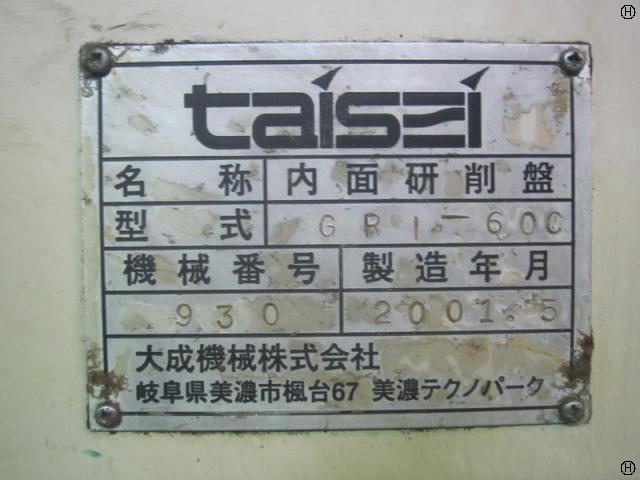 taisei
名称 内面研削盤
型式 GRI-60C
機械番号 製造年月
930 2001.5
大成機械株式会社
岐阜県美濃市楓台67 美濃テクノパーク
H
H